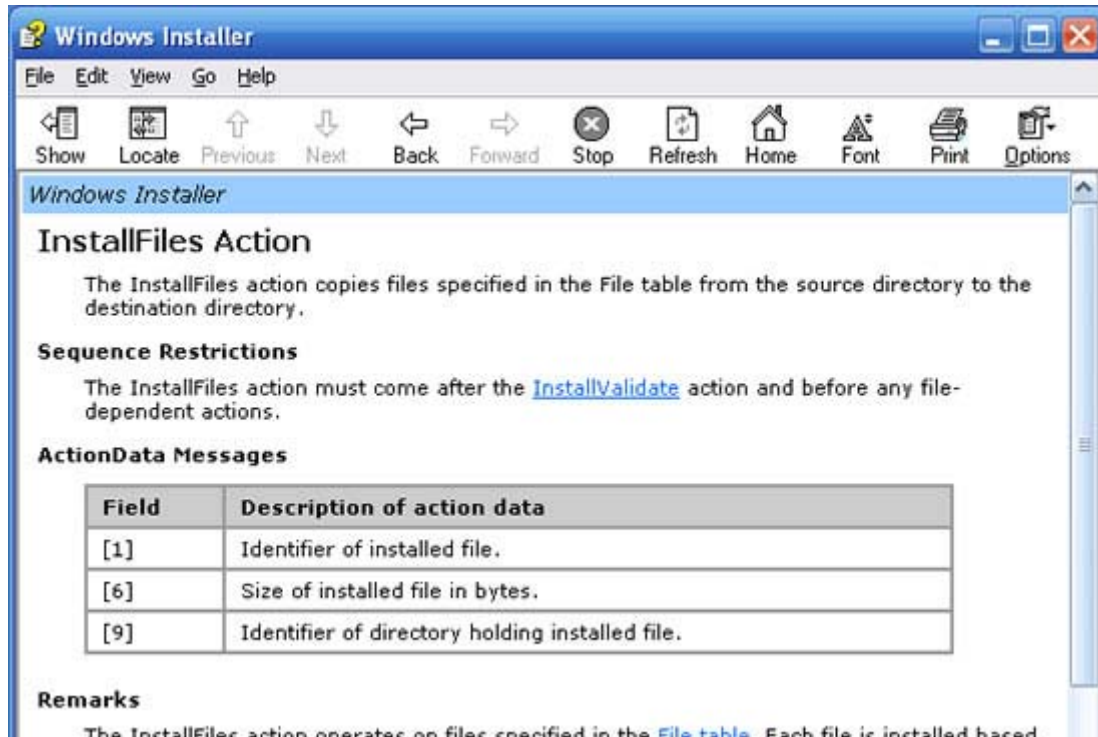 Windows Installer
File Edit View Go Help
Show Locate Previous Next Back Forward Stop Refresh Home Font Print Options
Windows Installer
InstallFiles Action
The InstallFiles action copies files specified in the File table from the source directory to the
destination directory.
Sequence Restrictions
The InstallFiles action must come after the InstallValidate action and before any file-
dependent actions.
ActionData Messages
Field Description of action data
[1] Identifier of installed file.
[6] Size of installed file in bytes.
[9] Identifier of directory holding installed file.
Remarks
The InstallFiles action operates on files specified in the File table. Each file is installed based